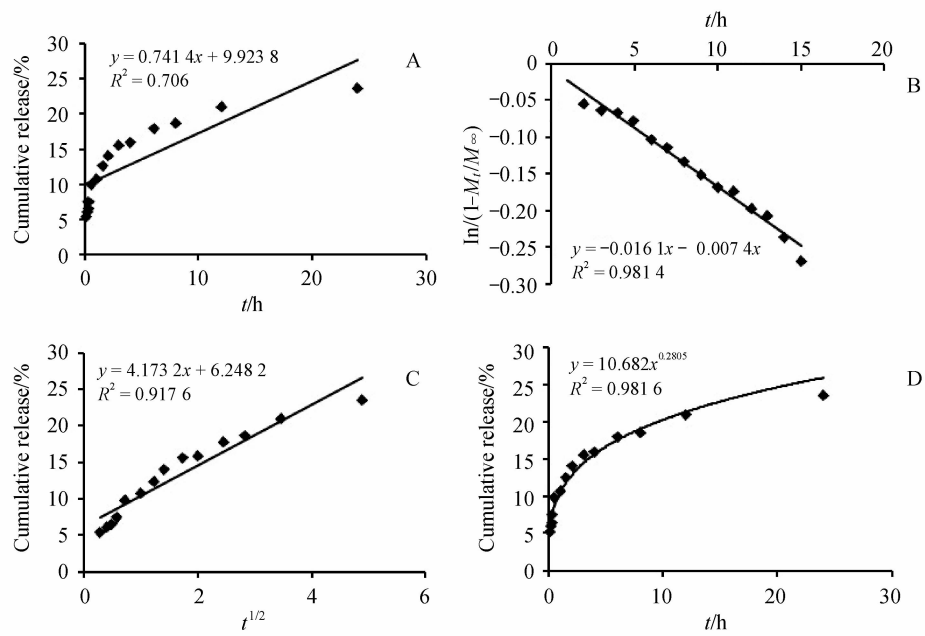 30
25
20
15
10
5
0
Cumulative release/%
y = 0.741 4x + 9.923 8
R² = 0.706
A
0 10 20 30
t/h
t/h
0 5 10 15 20
0
−0.05
−0.10
−0.15
−0.20
−0.25
−0.30
In/(1–Mt/M∞)
B
y = −0.016 1x − 0.007 4x
R² = 0.981 4
30
25
20
15
10
5
0
Cumulative release/%
y = 4.173 2x + 6.248 2
R² = 0.917 6
C
0 2 4 6
t1/2
30
25
20
15
10
5
0
Cumulative release/%
y = 10.682x0.2805
R² = 0.981 6
D
0 10 20 30
t/h